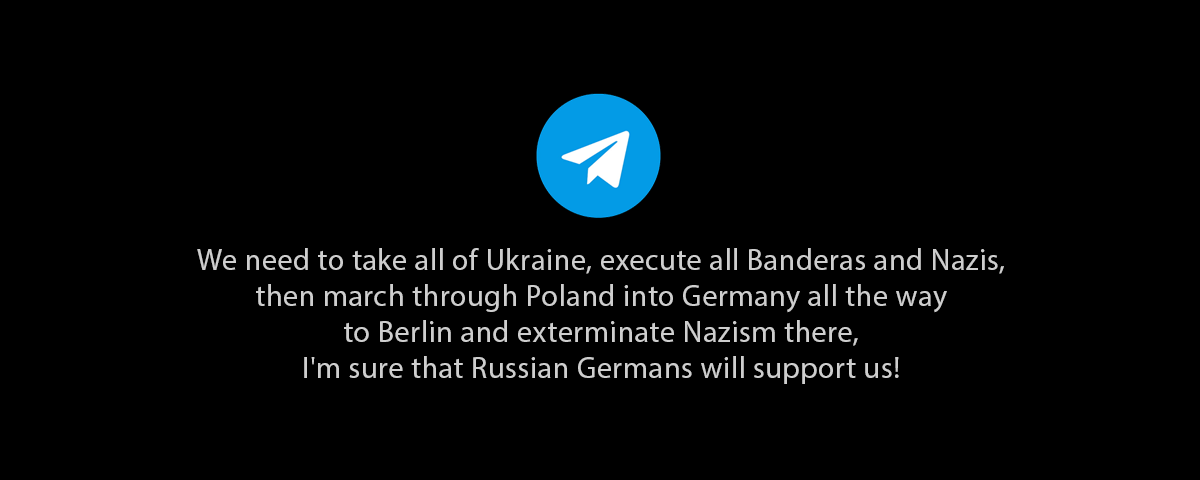 We need to take all of Ukraine, execute all Banderas and Nazis,
then march through Poland into Germany all the way
to Berlin and exterminate Nazism there,
I'm sure that Russian Germans will support us!